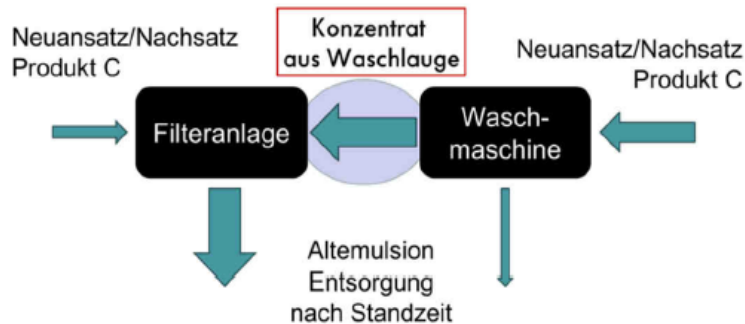 Neuansatz/Nachsatz
Produkt C
Konzentrat
aus Waschlauge
Neuansatz/Nachsatz
Produkt C
Filteranlage
Wasch-
maschine
Altemulsion
Entsorgung
nach Standzeit